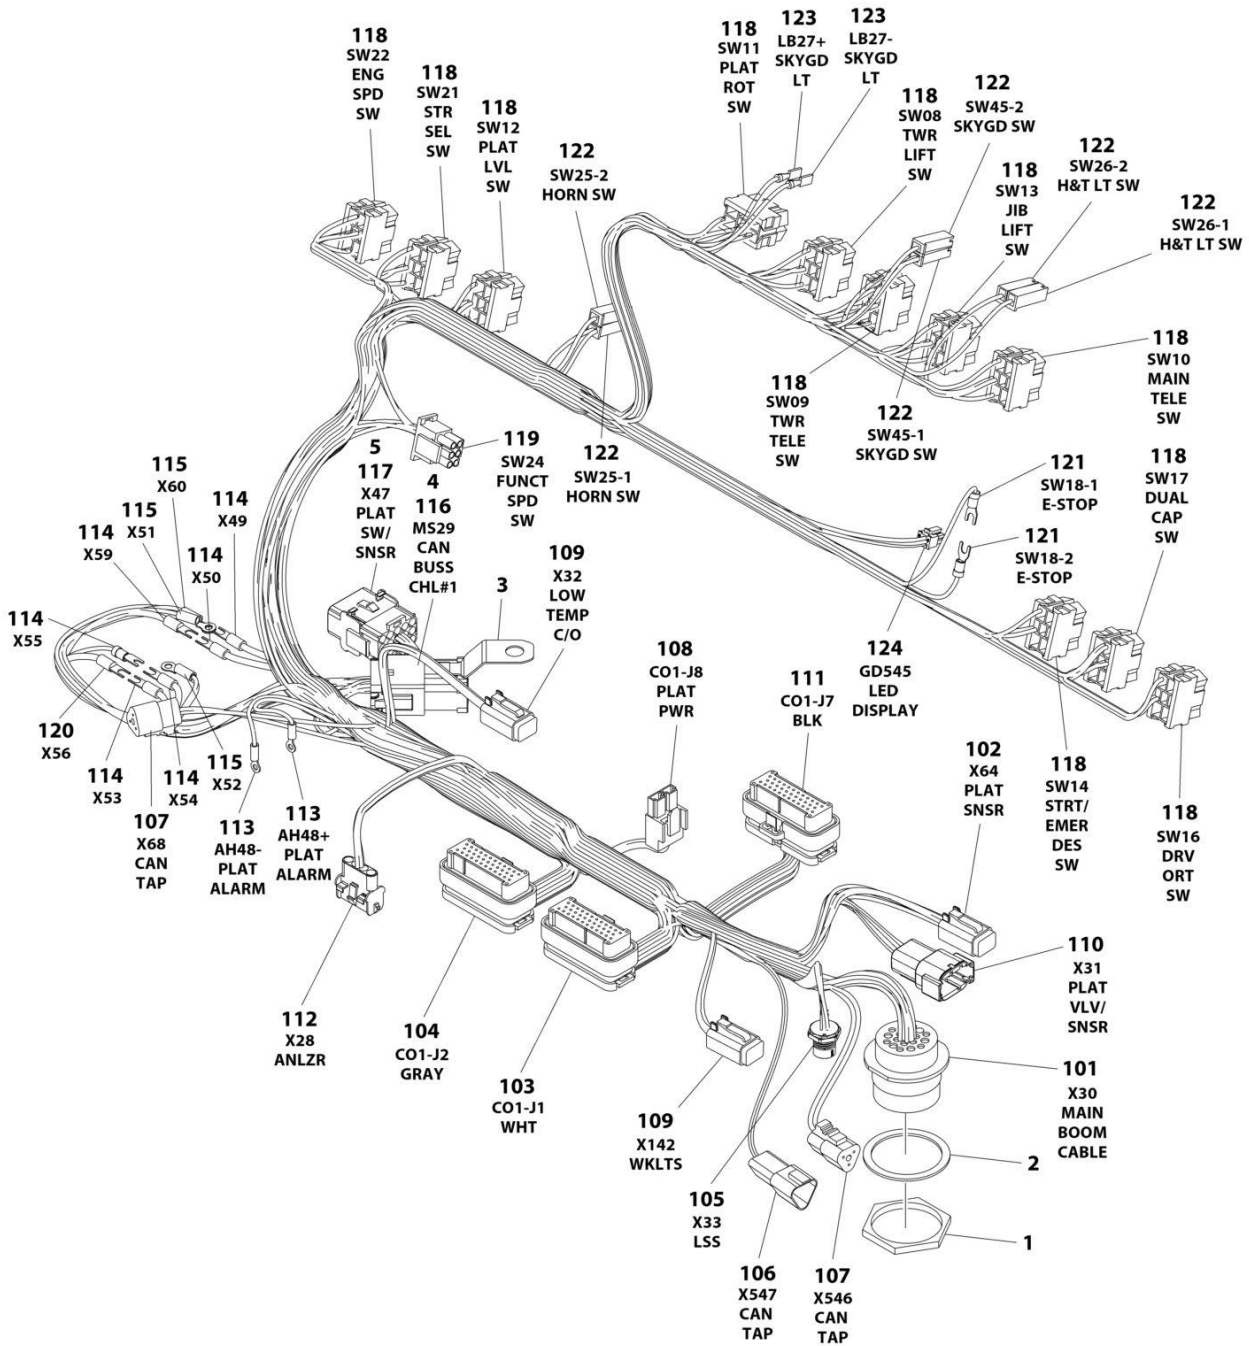 118
SW22
ENG
SPD
SW
118
SW21
STR
SEL
SW
118
SW12
PLAT
LVL
SW
122
SW25-2
HORN SW
118
SW11
PLAT
ROT
SW
123
LB27+
SKYGD
LT
123
LB27-
SKYGD
LT
118
SW08
TWR
LIFT
SW
122
SW45-2
SKYGD SW
118
SW13
JIB
LIFT
SW
122
SW26-2
H&T LT SW
122
SW26-1
H&T LT SW
118
SW10
MAIN
TELE
SW
118
SW09
TWR
TELE
SW
122
SW45-1
SKYGD SW
122
SW25-1
HORN SW
119
SW24
FUNCT
SPD
SW
5
117
X47
PLAT
SW/
SNSR
4
116
MS29
CAN
BUSS
CHL#1
109
X32
LOW
TEMP
C/O
3
115
X60
115
X51
114
X49
114
X59
114
X50
114
X55
120
X56
114
X53
107
X68
CAN
TAP
114
X54
115
X52
113
AH48-
PLAT
ALARM
113
AH48+
PLAT
ALARM
121
SW18-1
E-STOP
121
SW18-2
E-STOP
118
SW17
DUAL
CAP
SW
124
GD545
LED
DISPLAY
118
SW14
STRT/
EMER
DES
SW
118
SW16
DRV
ORT
SW
108
CO1-J8
PLAT
PWR
111
CO1-J7
BLK
102
X64
PLAT
SNSR
110
X31
PLAT
VLV/
SNSR
112
X28
ANLZR
104
CO1-J2
GRAY
103
CO1-J1
WHT
109
X142
WKLTS
105
X33
LSS
106
X547
CAN
TAP
107
X546
CAN
TAP
101
X30
MAIN
BOOM
CABLE
2
1